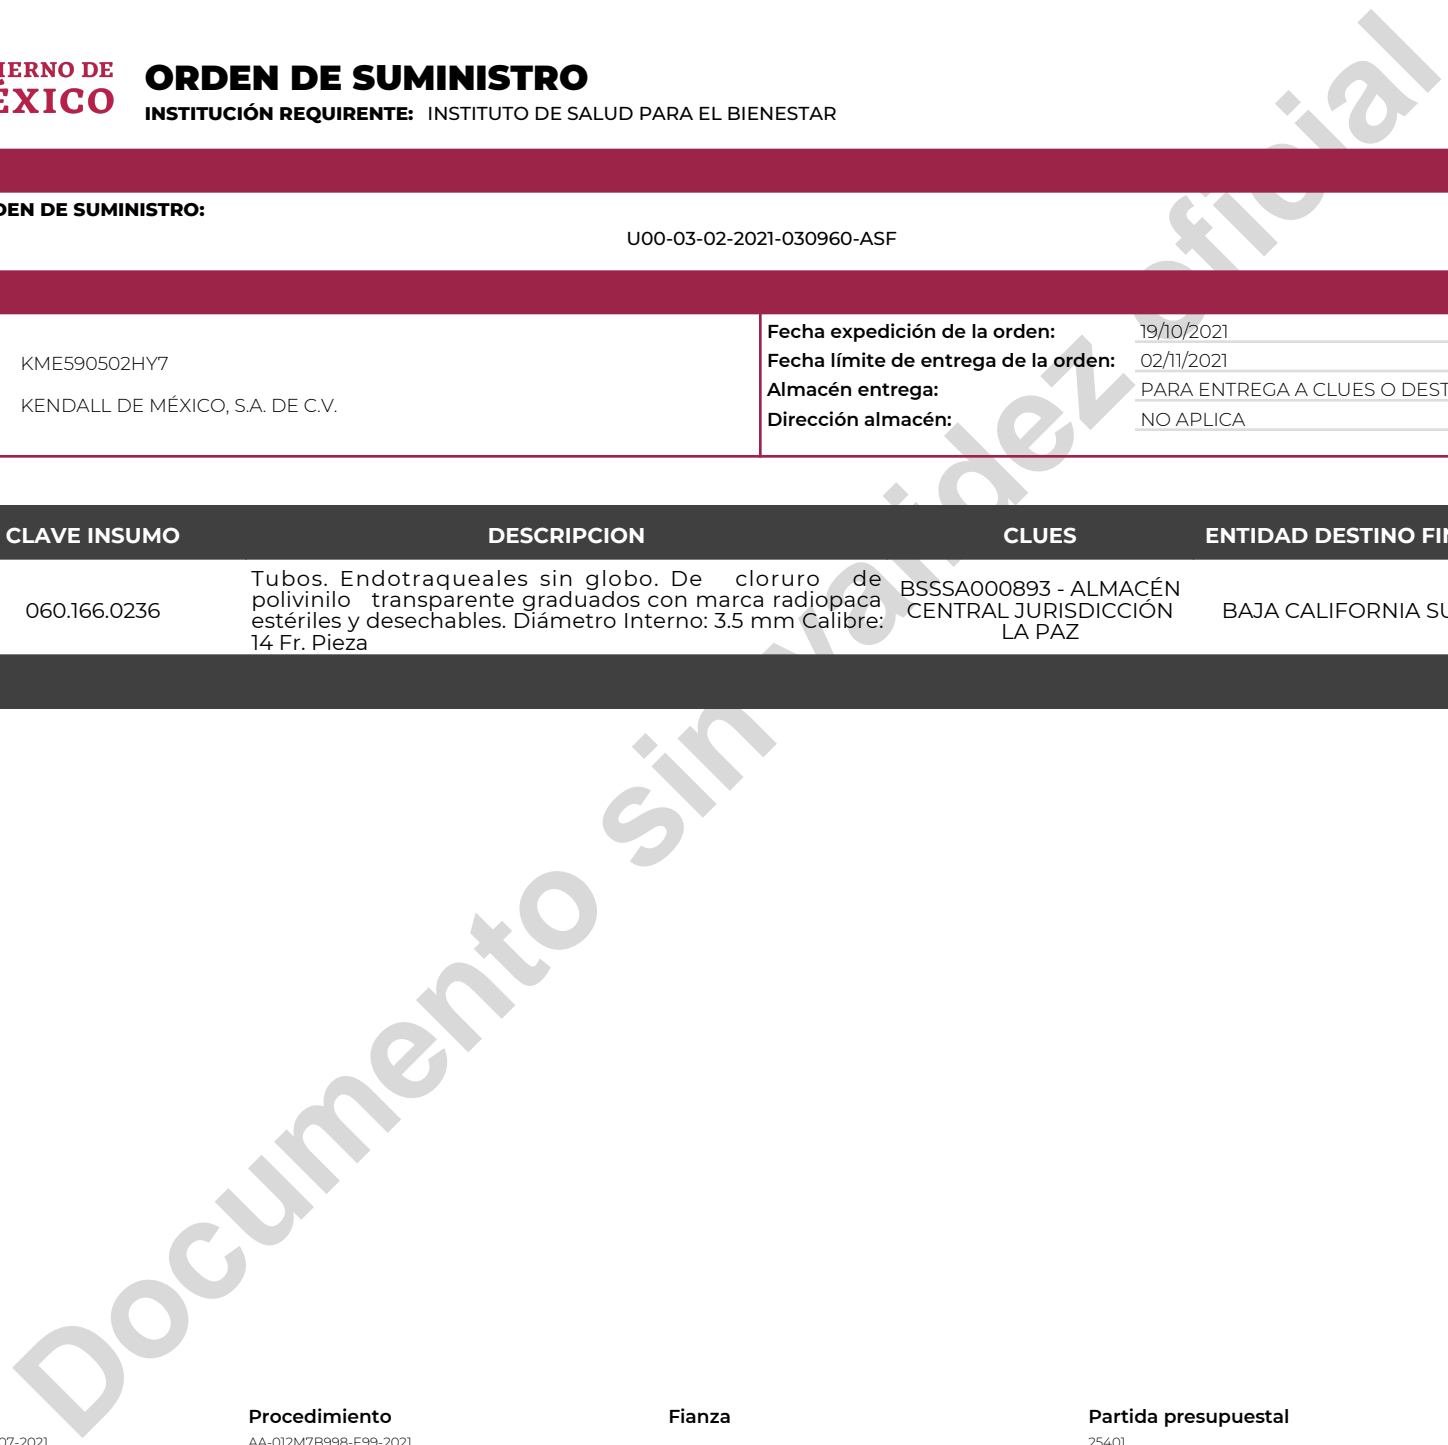 IERNO DE
ÉXICO
ORDEN DE SUMINISTRO
INSTITUCIÓN REQUIRENTE: INSTITUTO DE SALUD PARA EL BIENESTAR
DEN DE SUMINISTRO:
U00-03-02-2021-030960-ASF
KME590502HY7
KENDALL DE MÉXICO, S.A. DE C.V.
Fecha expedición de la orden: 19/10/2021
Fecha límite de entrega de la orden: 02/11/2021
Almacén entrega: PARA ENTREGA A CLUES O DEST
Dirección almacén: NO APLICA
CLAVE INSUMO DESCRIPCION CLUES ENTIDAD DESTINO FIN
060.166.0236
Tubos. Endotraqueales sin globo. De cloruro de
polivinilo transparente graduados con marca radiopaca
estériles y desechables. Diámetro Interno: 3.5 mm Calibre:
14 Fr. Pieza
BSSSA000893 - ALMACÉN
CENTRAL JURISDICCIÓN
LA PAZ
BAJA CALIFORNIA SU
Documento sin validez oficial
Procedimiento Fianza Partida presupuestal
07-2021 AA-012M7B998-E99-2021 25401